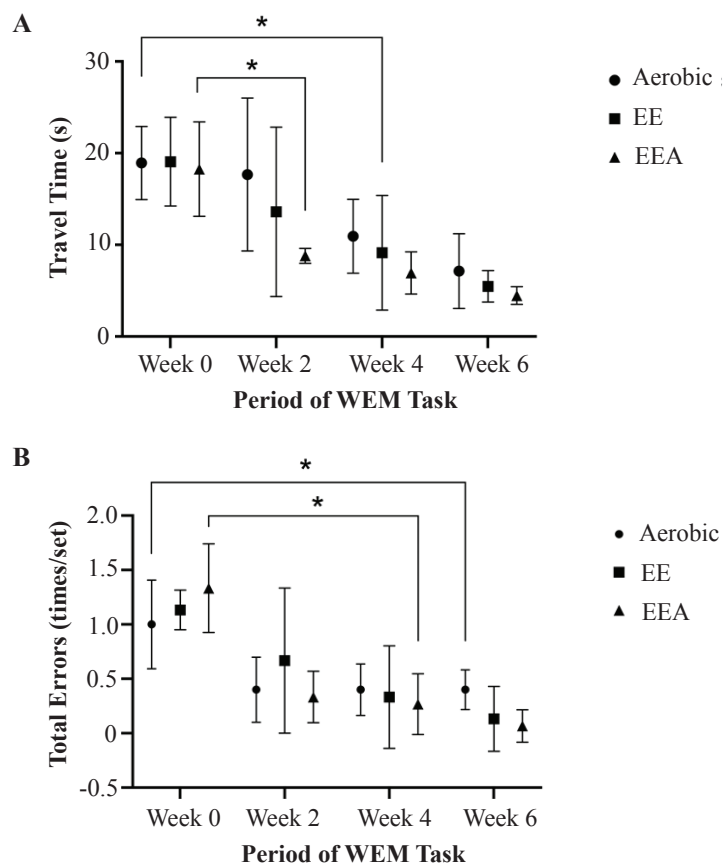 A
*
*
30
20
10
0
Travel Time (s)
Week 0 Week 2 Week 4 Week 6
Period of WEM Task
Aerobic
EE
EEA
B
*
*
2.0
1.5
1.0
0.5
0
-0.5
Total Errors (times/set)
Week 0 Week 2 Week 4 Week 6
Period of WEM Task
Aerobic
EE
EEA